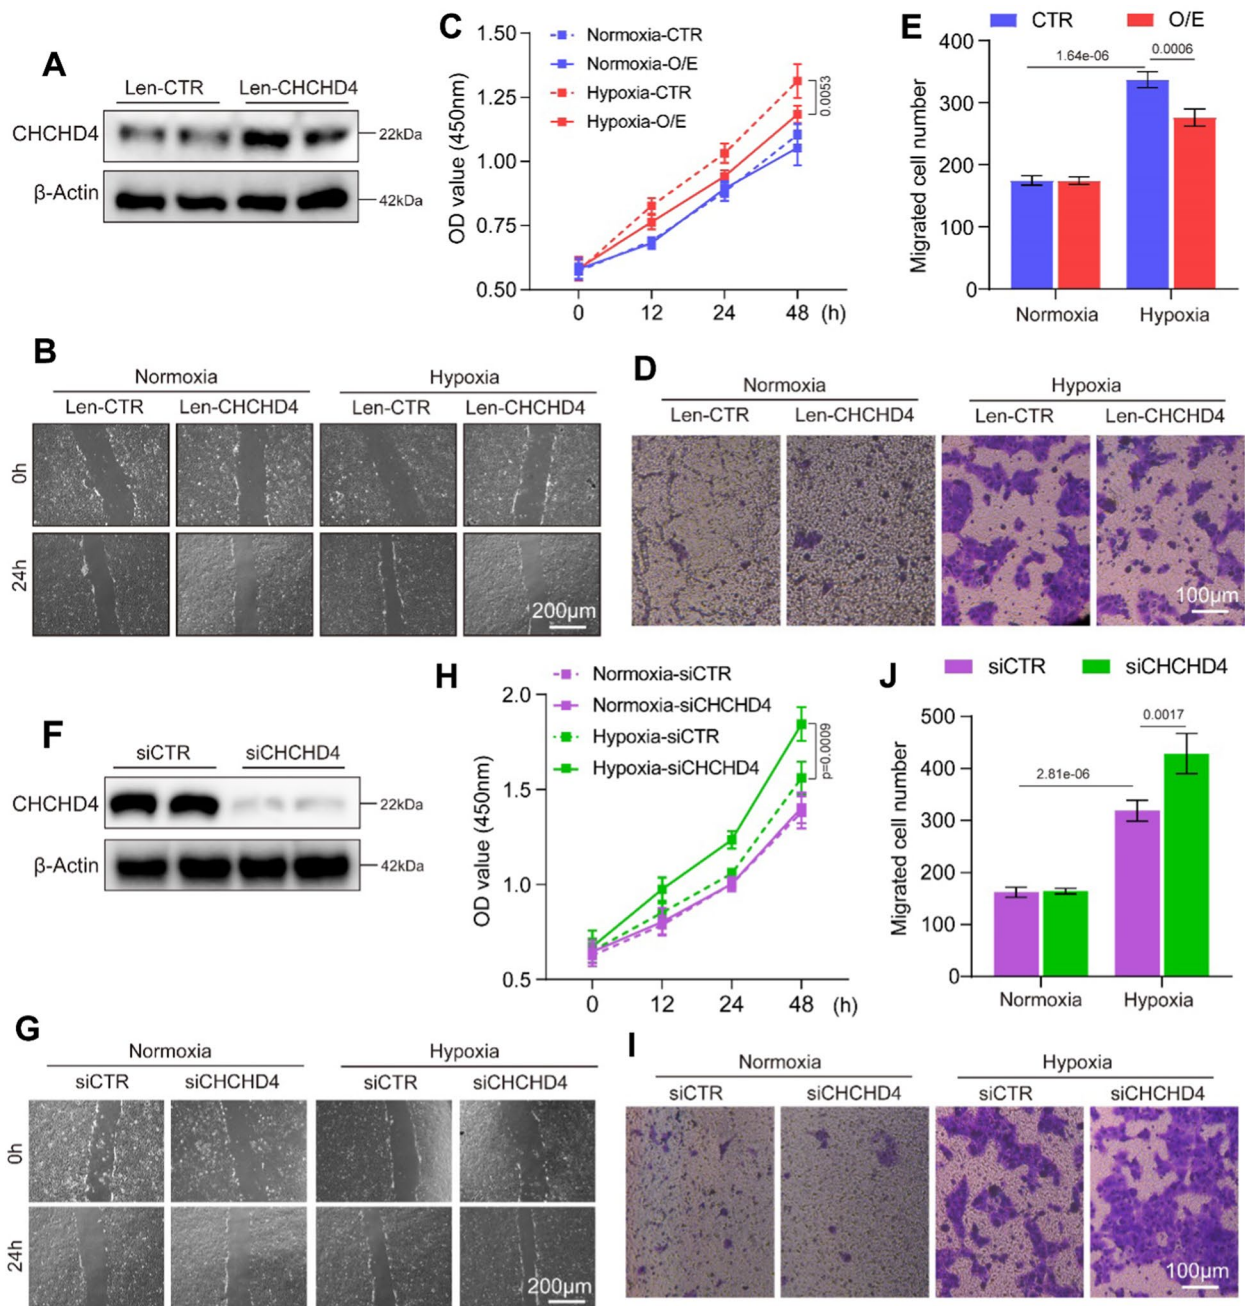 A
Len-CTR Len-CHCHD4
CHCHD4
22kDa
β-Actin
42kDa
C
Normoxia-CTR
Normoxia-O/E
Hypoxia-CTR
Hypoxia-O/E
OD value (450nm)
1.50
1.25
1.00
0.75
0.50
0 12 24 48 (h)
0.0053
E
CTR O/E
Migrated cell number
400
300
200
100
0
1.64e-06
0.0006
Normoxia Hypoxia
B
Normoxia Hypoxia
Len-CTR Len-CHCHD4 Len-CTR Len-CHCHD4
0h
24h
200μm
D
Normoxia Hypoxia
Len-CTR Len-CHCHD4 Len-CTR Len-CHCHD4
100μm
F
siCTR siCHCHD4
CHCHD4
22kDa
β-Actin
42kDa
H
Normoxia-siCTR
Normoxia-siCHCHD4
Hypoxia-siCTR
Hypoxia-siCHCHD4
OD value (450nm)
2.0
1.5
1.0
0.5
0 12 24 48 (h)
p=0.0009
J
siCTR siCHCHD4
Migrated cell number
500
400
300
200
100
0
2.81e-06
0.0017
Normoxia Hypoxia
G
Normoxia Hypoxia
siCTR siCHCHD4 siCTR siCHCHD4
0h
24h
200μm
I
Normoxia Hypoxia
siCTR siCHCHD4 siCTR siCHCHD4
100μm